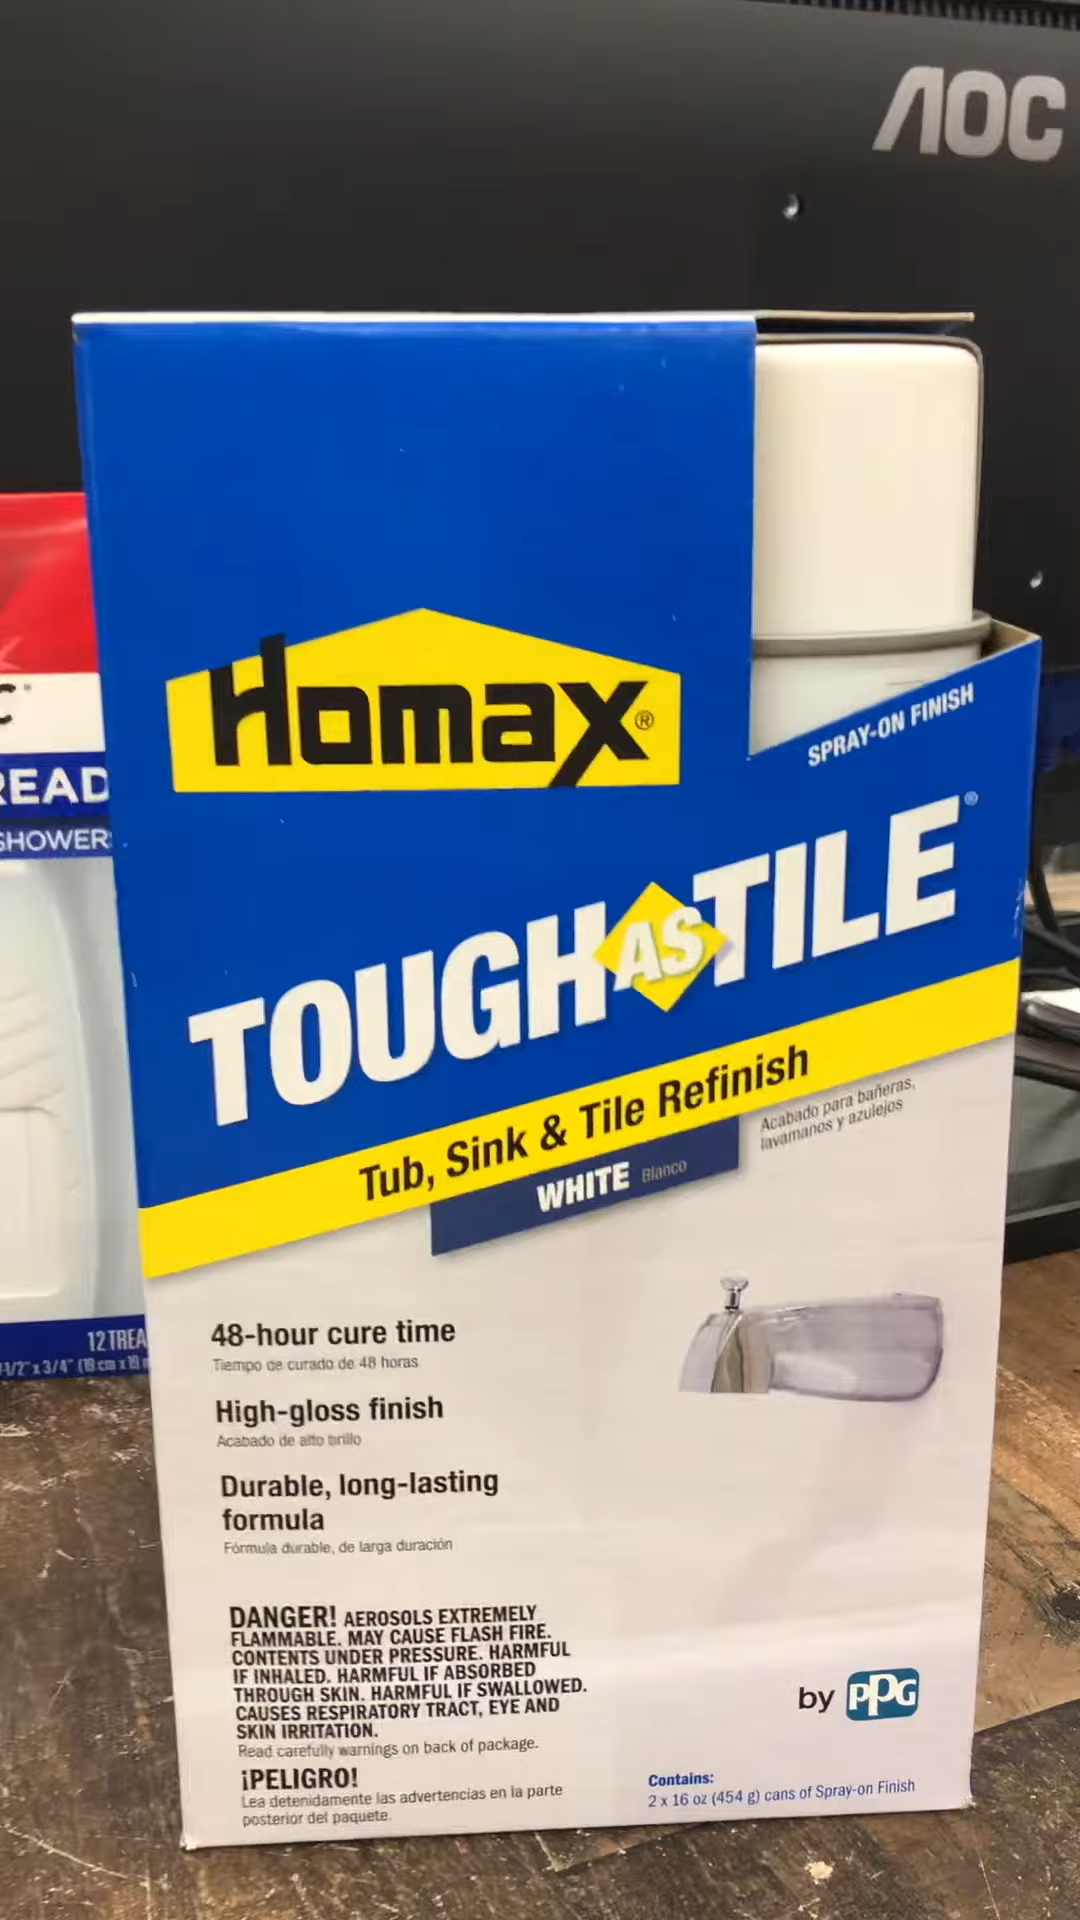 AOC
Homax®
SPRAY-ON FINISH
TOUGH AS TILE®
Tub, Sink & Tile Refinish
Acabado para bañeras,
lavamanos y azulejos
WHITE Blanco
READ
SHOWER
48-hour cure time
Tiempo de curado de 48 horas
High-gloss finish
Acabado de alto brillo
Durable, long-lasting
formula
Fórmula durable, de larga duración
12 TREA
DANGER! AEROSOLS EXTREMELY
FLAMMABLE. MAY CAUSE FLASH FIRE.
CONTENTS UNDER PRESSURE. HARMFUL
IF INHALED. HARMFUL IF ABSORBED
THROUGH SKIN. HARMFUL IF SWALLOWED.
CAUSES RESPIRATORY TRACT, EYE AND
SKIN IRRITATION.
Read carefully warnings on back of package.
¡PELIGRO!
Lea detenidamente las advertencias en la parte
posterior del paquete.
by PPG
Contains:
2 x 16 oz (454 g) cans of Spray-on Finish